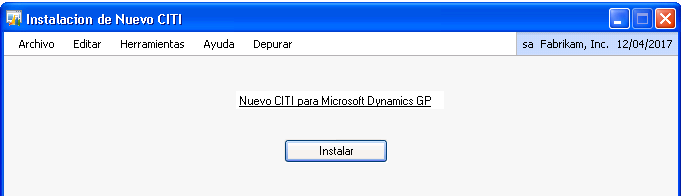 Instalacion de Nuevo CITI
Archivo Editar Herramientas Ayuda Depurar sa Fabrikam, Inc. 12/04/2017
Nuevo CITI para Microsoft Dynamics GP
Instalar